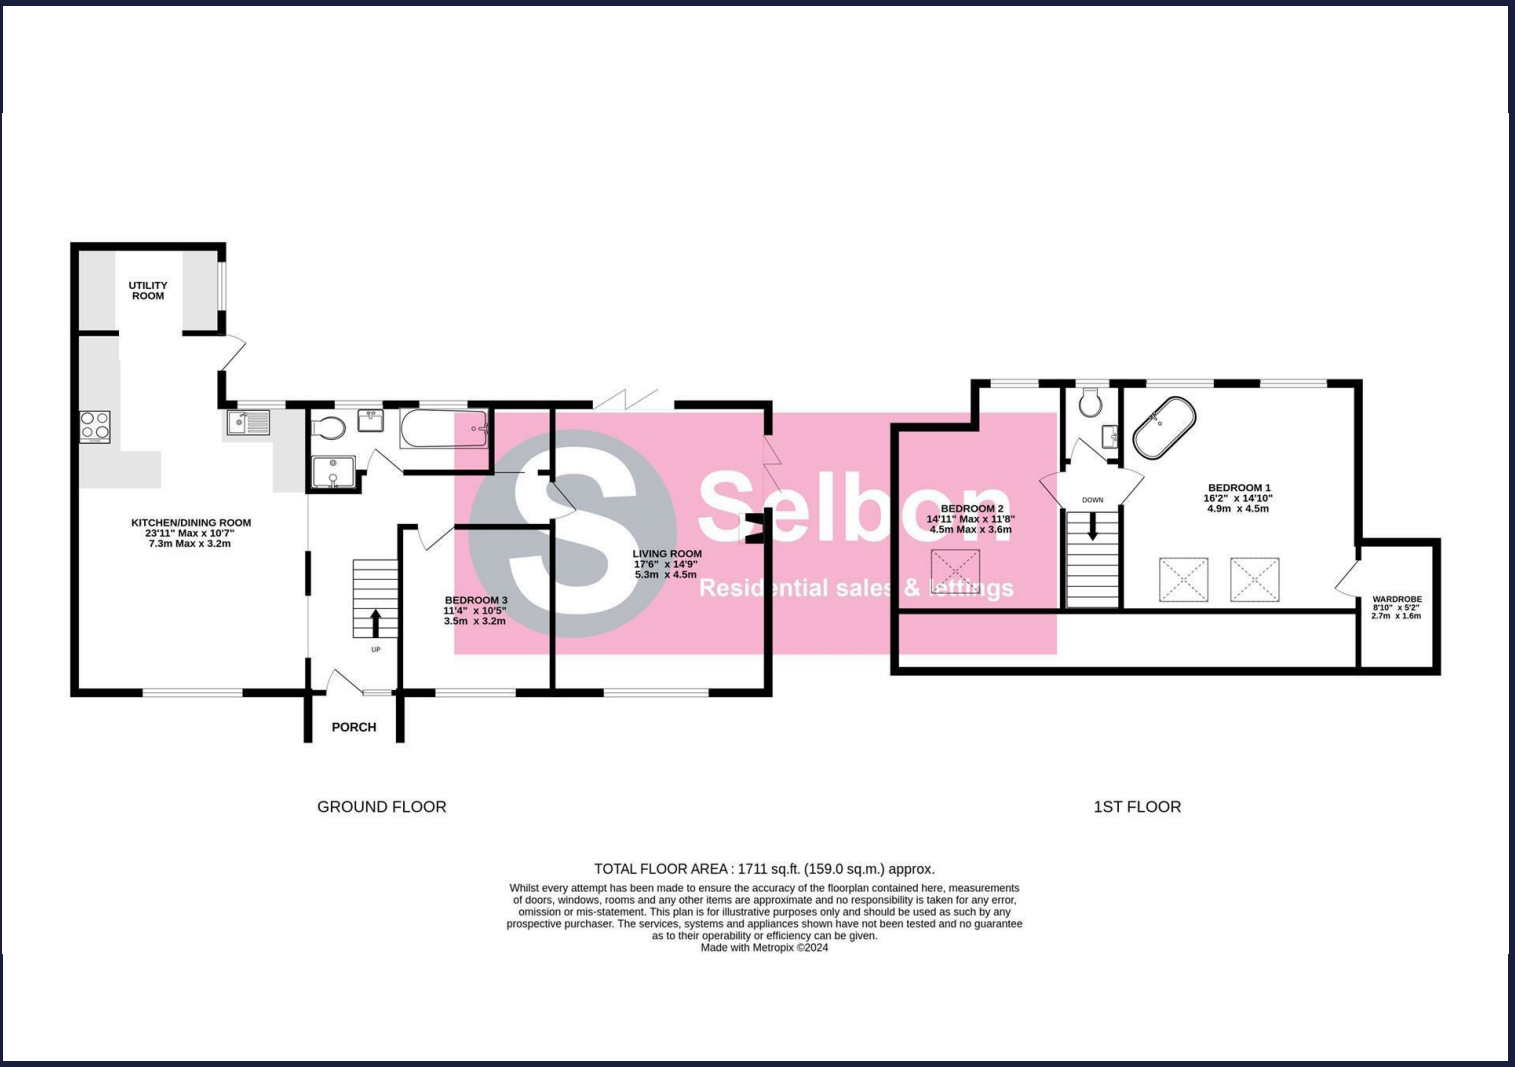 UTILITY
ROOM
KITCHEN/DINING ROOM
23'11" Max x 10'7"
7.3m Max x 3.2m
UP
PORCH
BEDROOM 3
11'4" x 10'5"
3.5m x 3.2m
LIVING ROOM
17'6" x 14'9"
5.3m x 4.5m
S
Selbon
Residential sales & lettings
BEDROOM 2
14'11" Max x 11'8"
4.5m Max x 3.6m
DOWN
BEDROOM 1
16'2" x 14'10"
4.9m x 4.5m
WARDROBE
8'10" x 5'2"
2.7m x 1.6m
GROUND FLOOR
1ST FLOOR
TOTAL FLOOR AREA : 1711 sq.ft. (159.0 sq.m.) approx.
Whilst every attempt has been made to ensure the accuracy of the floorplan contained here, measurements
of doors, windows, rooms and any other items are approximate and no responsibility is taken for any error,
omission or mis-statement. This plan is for illustrative purposes only and should be used as such by any
prospective purchaser. The services, systems and appliances shown have not been tested and no guarantee
as to their operability or efficiency can be given.
Made with Metropix ©2024